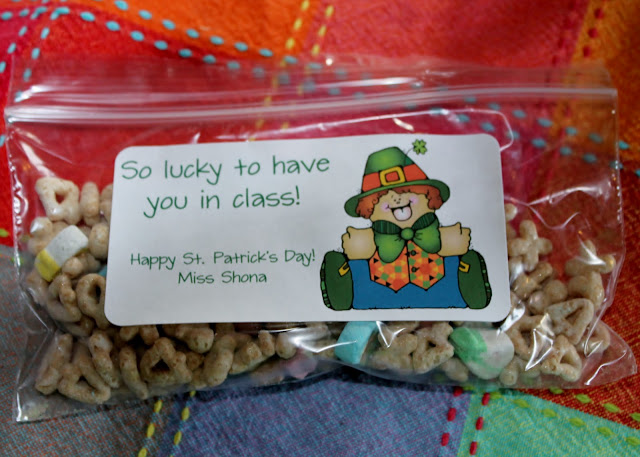 So lucky to have
you in class!
Happy St. Patrick's Day!
Miss Shona